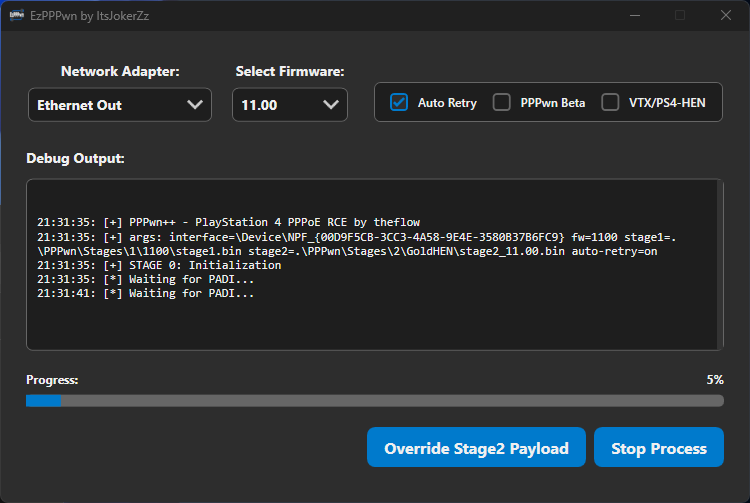 EzPPPwn by ItsJokerZz
Network Adapter:
Select Firmware:
Ethernet Out
11.00
Auto Retry
PPPwn Beta
VTX/PS4-HEN
Debug Output:
21:31:35: [+] PPPwn++ - PlayStation 4 PPPoE RCE by theflow
21:31:35: [+] args: interface=\Device\NPF_{00D9F5CB-3CC3-4A58-9E4E-3580B37B6FC9} fw=1100 stage1=.
\PPPwn\Stages\1\1100\stage1.bin stage2=.\PPPwn\Stages\2\GoldHEN\stage2_11.00.bin auto-retry=on
21:31:35: [+] STAGE 0: Initialization
21:31:35: [*] Waiting for PADI...
21:31:41: [*] Waiting for PADI...
Progress:
5%
Override Stage2 Payload
Stop Process